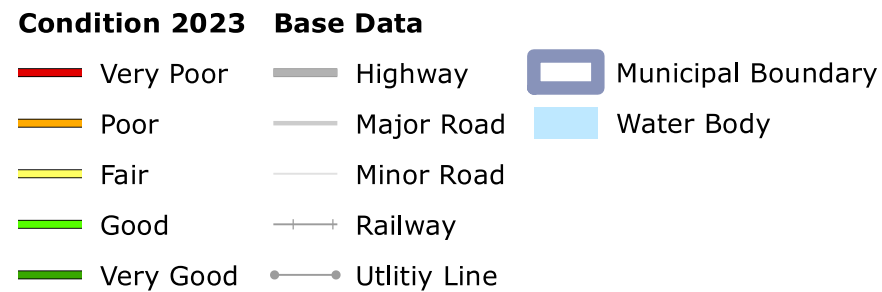 Condition 2023
Very Poor
Poor
Fair
Good
Very Good
Base Data
Highway
Major Road
Minor Road
Railway
Utlitiy Line
Municipal Boundary
Water Body